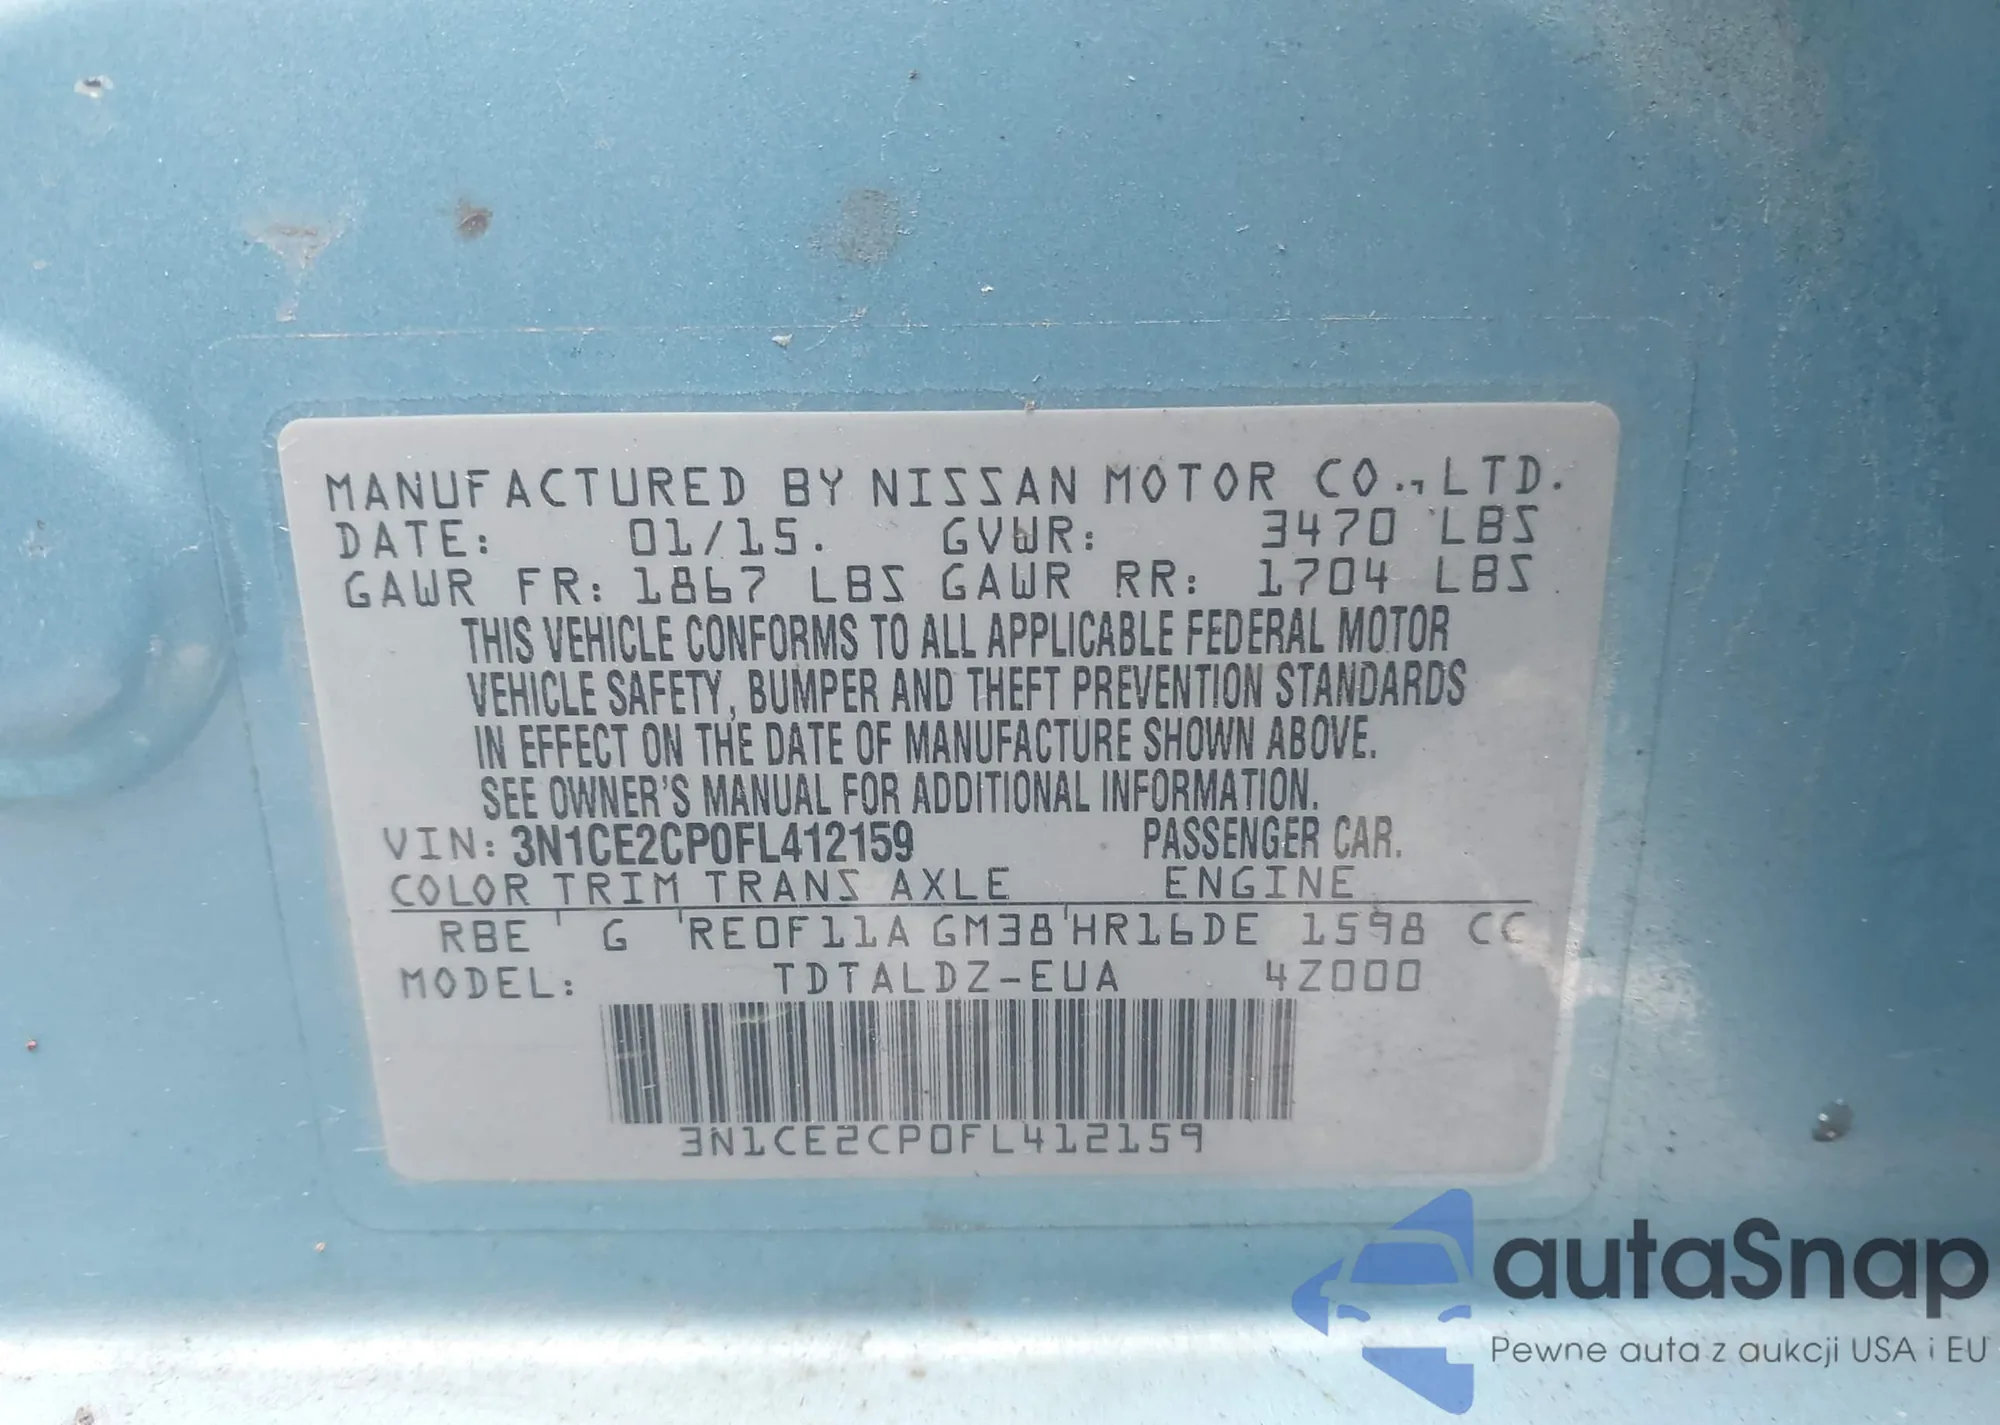 MANUFACTURED BY NISSAN MOTOR CO., LTD.
DATE: 01/15. GVWR: 3470 LBS
GAWR FR: 1867 LBS GAWR RR: 1704 LBS
THIS VEHICLE CONFORMS TO ALL APPLICABLE FEDERAL MOTOR
VEHICLE SAFETY, BUMPER AND THEFT PREVENTION STANDARDS
IN EFFECT ON THE DATE OF MANUFACTURE SHOWN ABOVE.
SEE OWNER'S MANUAL FOR ADDITIONAL INFORMATION.
VIN: 3N1CE2CP0FL412159 PASSENGER CAR.
COLOR TRIM TRANS AXLE ENGINE
RBE G RE0F11A GM38 HR16DE 1598 CC
MODEL: TDTALDZ-EUA 4Z000
3N1CE2CP0FL412159
autaSnap
Pewne auta z aukcji USA i EU